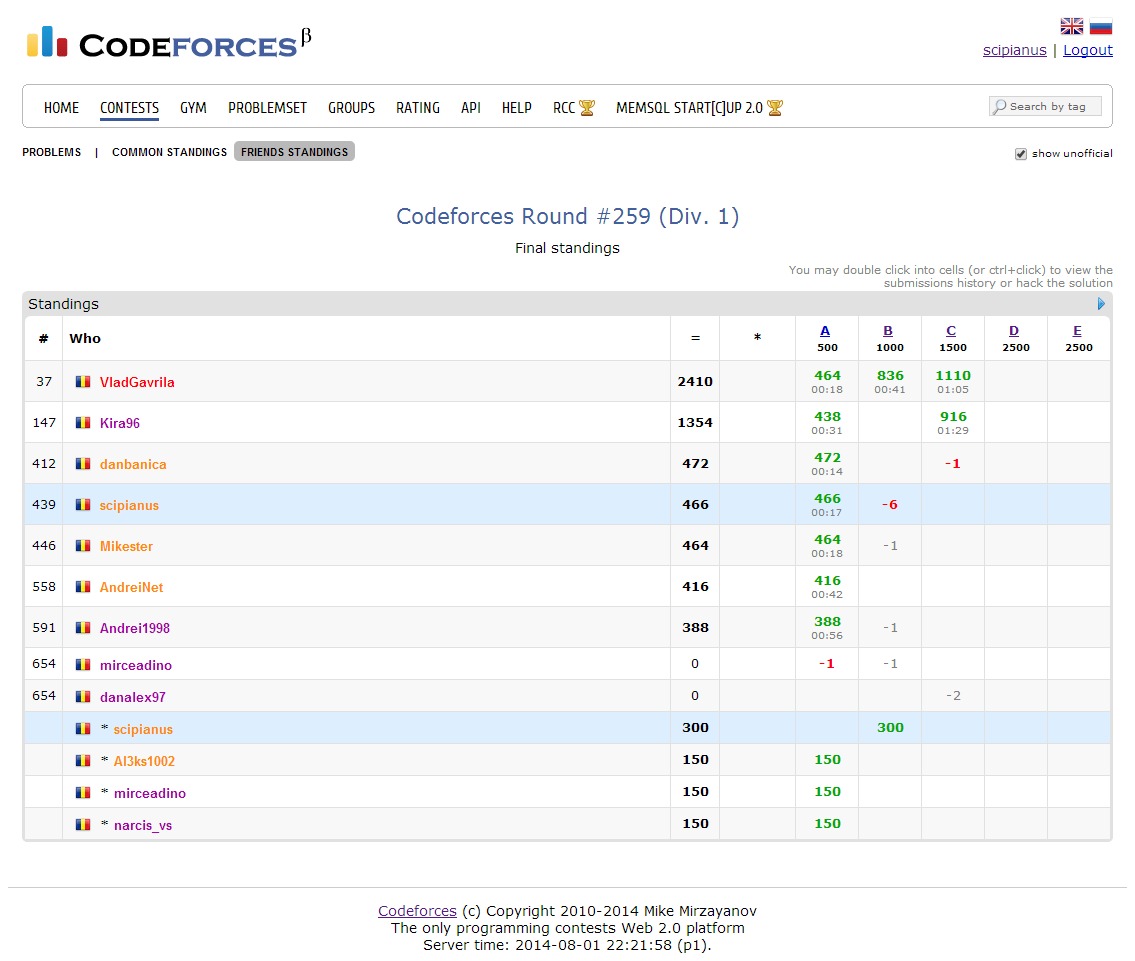 CODEFORCES β
scipianus | Logout
HOME CONTESTS GYM PROBLEMSET GROUPS RATING API HELP RCC MEMSQL START[C]UP 2.0 Search by tag
PROBLEMS | COMMON STANDINGS FRIENDS STANDINGS show unofficial
Codeforces Round #259 (Div. 1)
Final standings
You may double click into cells (or ctrl+click) to view the
submissions history or hack the solution
Standings
# Who = * A B C D E
500 1000 1500 2500 2500
37 VladGavrila 2410 464 836 1110
00:18 00:41 01:05
147 Kira96 1354 438 916
00:31 01:29
412 danbanica 472 472 -1
00:14
439 scipianus 466 466 -6
00:17
446 Mikester 464 464 -1
00:18
558 AndreiNet 416 416
00:42
591 Andrei1998 388 388 -1
00:56
654 mirceadino 0 -1 -1
654 danalex97 0 -2
* scipianus 300 300
* Al3ks1002 150 150
* mirceadino 150 150
* narcis_vs 150 150
Codeforces (c) Copyright 2010-2014 Mike Mirzayanov
The only programming contests Web 2.0 platform
Server time: 2014-08-01 22:21:58 (p1).